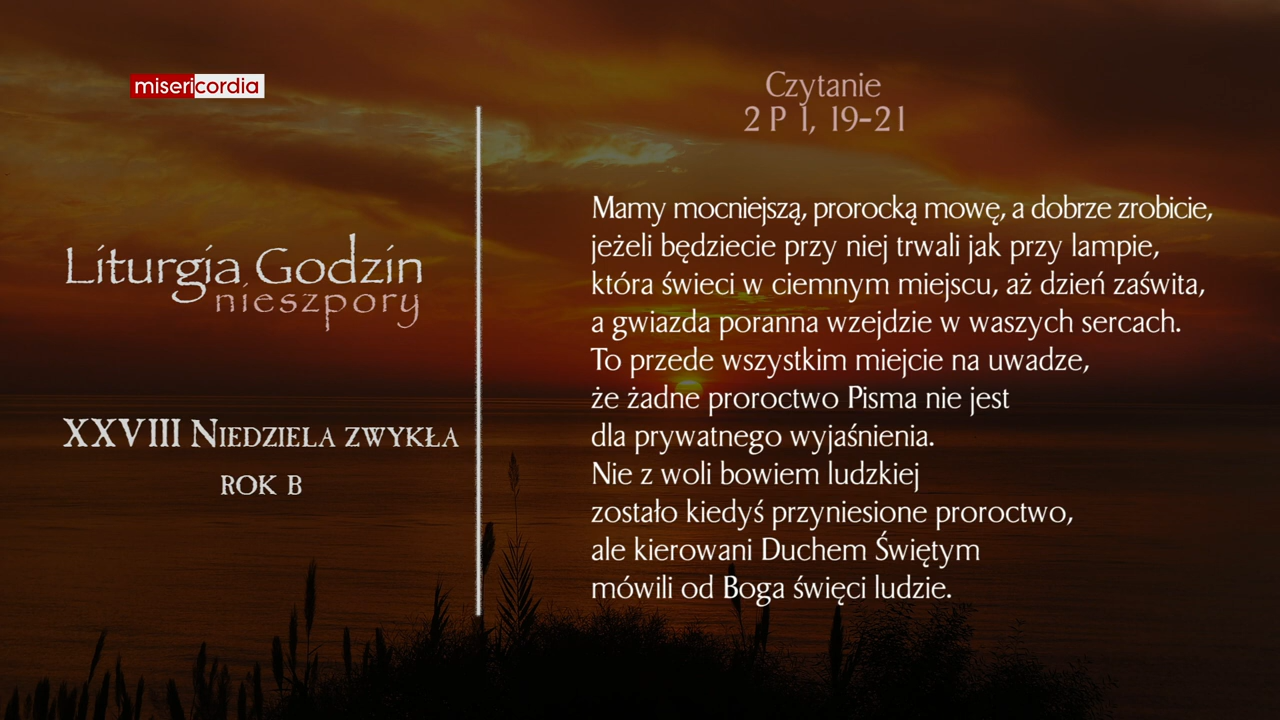 misericordia
Liturgia Godzin
nieszpory
XXVIII Niedziela zwykła
rok B
Czytanie
2 P 1, 19-21
Mamy mocniejszą, prorocką mowę, a dobrze zrobicie,
jeżeli będziecie przy niej trwali jak przy lampie,
która świeci w ciemnym miejscu, aż dzień zaświta,
a gwiazda poranna wzejdzie w waszych sercach.
To przede wszystkim miejcie na uwadze,
że żadne proroctwo Pisma nie jest
dla prywatnego wyjaśnienia.
Nie z woli bowiem ludzkiej
zostało kiedyś przyniesione proroctwo,
ale kierowani Duchem Świętym
mówili od Boga święci ludzie.